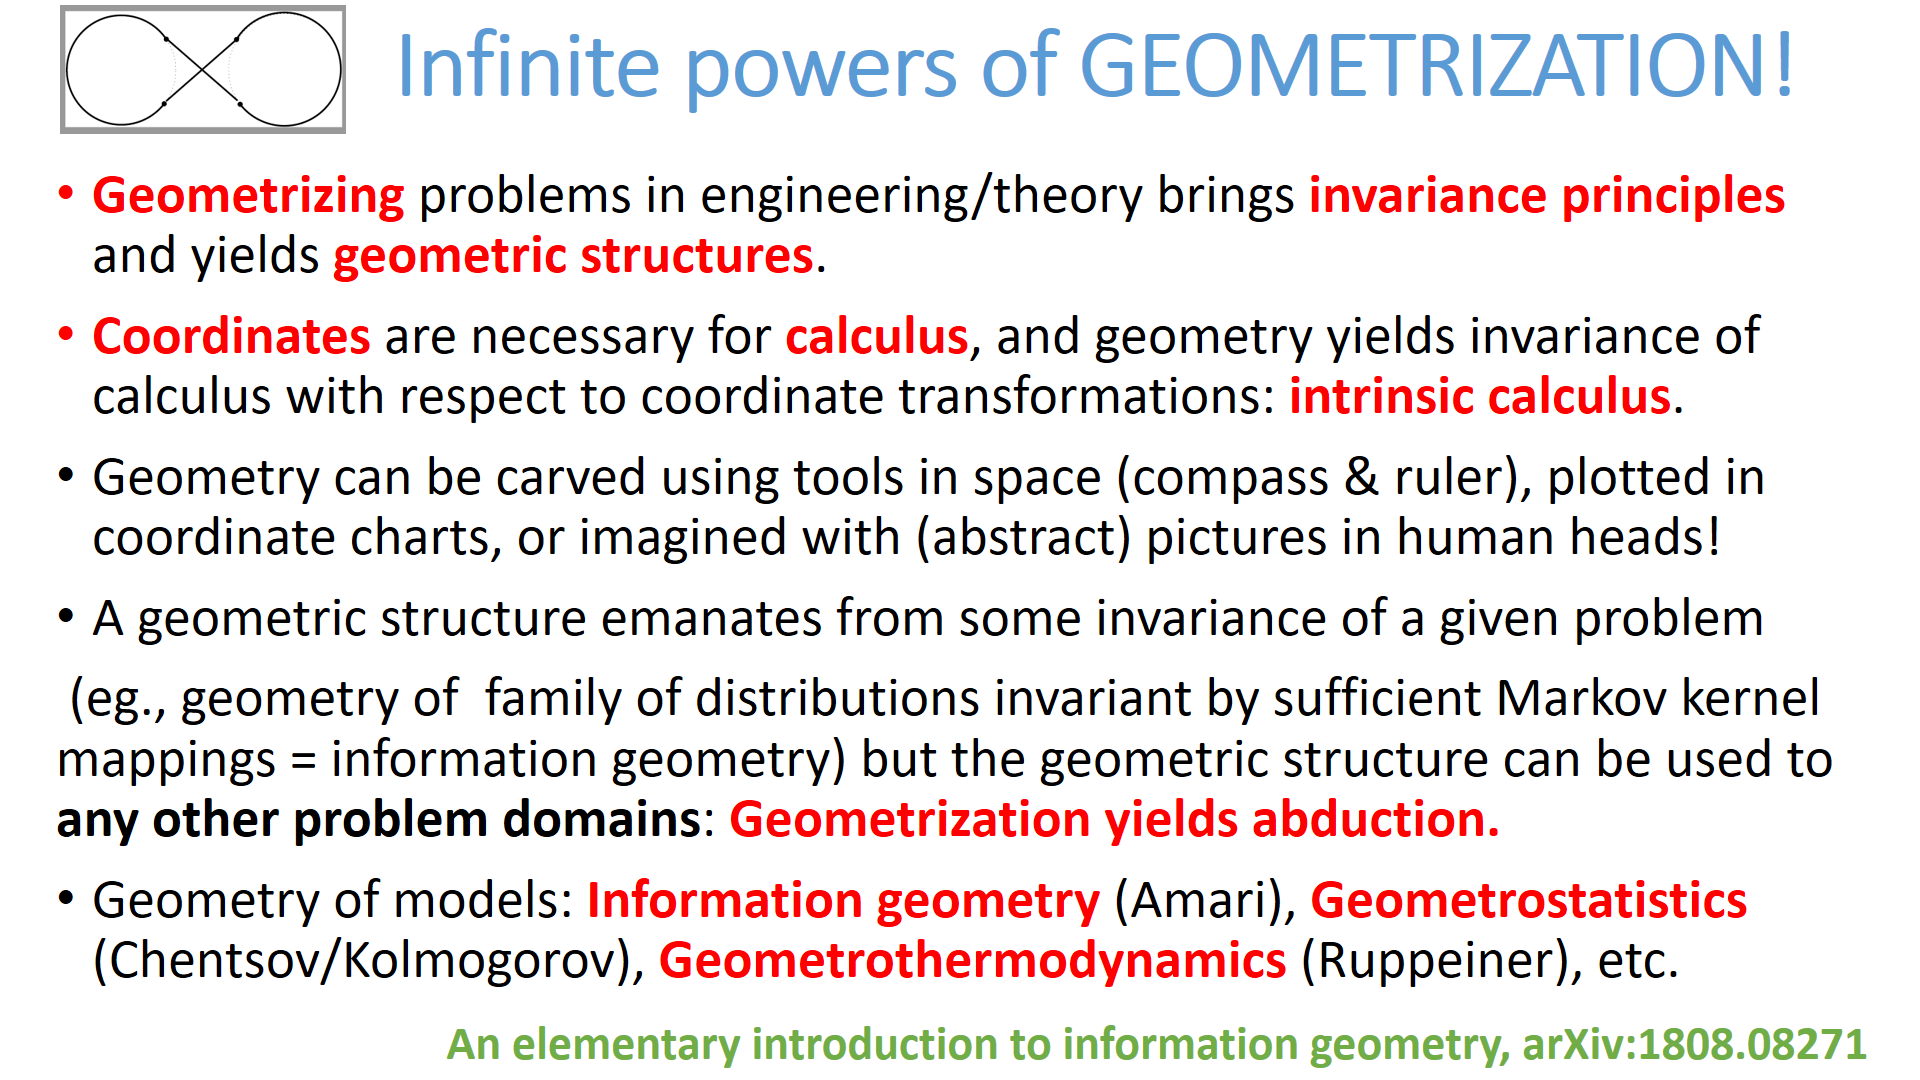 Infinite powers of GEOMETRIZATION!
• Geometrizing problems in engineering/theory brings invariance principles
and yields geometric structures.
• Coordinates are necessary for calculus, and geometry yields invariance of
calculus with respect to coordinate transformations: intrinsic calculus.
• Geometry can be carved using tools in space (compass & ruler), plotted in
coordinate charts, or imagined with (abstract) pictures in human heads!
• A geometric structure emanates from some invariance of a given problem
(eg., geometry of  family of distributions invariant by sufficient Markov kernel
mappings = information geometry) but the geometric structure can be used to
any other problem domains: Geometrization yields abduction.
• Geometry of models: Information geometry (Amari), Geometrostatistics
(Chentsov/Kolmogorov), Geometrothermodynamics (Ruppeiner), etc.
An elementary introduction to information geometry, arXiv:1808.08271